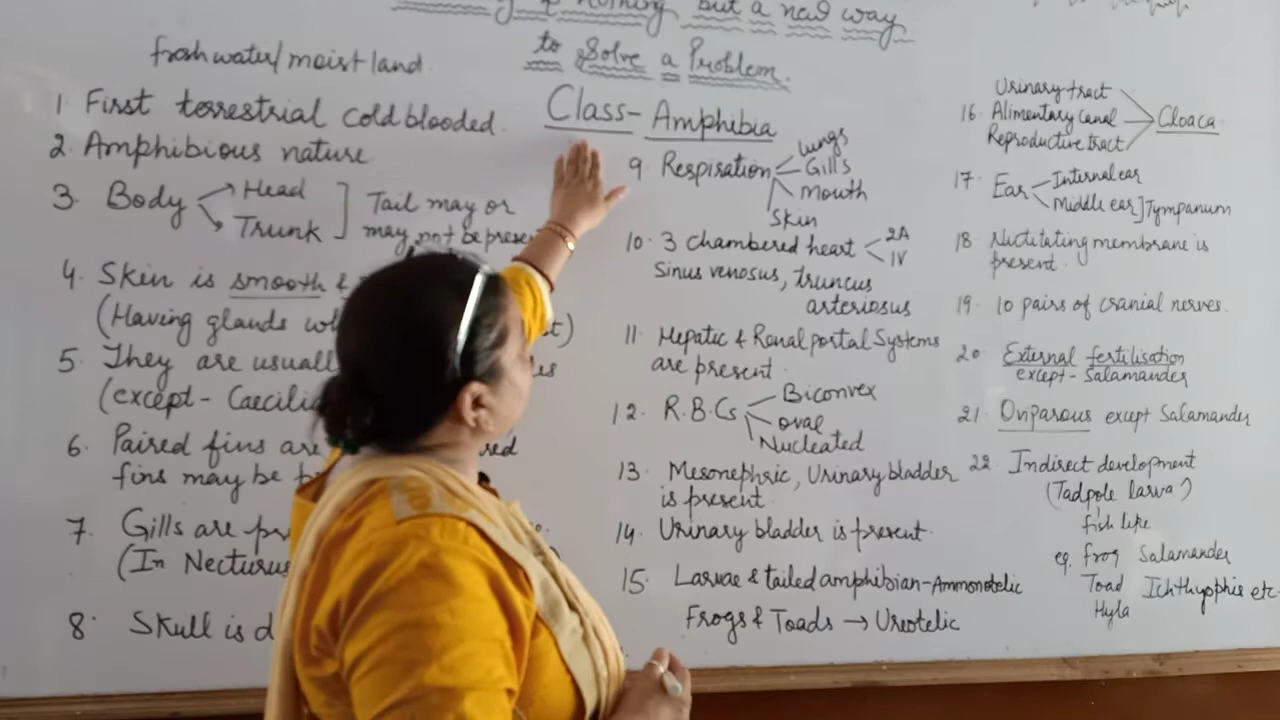 of nothing but a new way
to Solve a Problem.
fresh water/moist land
Class-Amphibia
1. First terrestrial cold blooded.
2. Amphibious nature.
3. Body Head
Trunk
Tail may or
may not be prese
4. Skin is smooth &
(Having glands wh
5. They are usuall
(except - Caecilia
6. Paired fins are
fins may be
7. Gills are pr
(In Necturus
8. Skull is d
9. Respiration Lungs
Gills
Mouth
Skin
10. 3 chambered heart 2A
1V
Sinus venosus, truncus
arteriosus
11. Hepatic & Renal portal Systems
are present.
12. R.B.Cs Biconvex
oval
Nucleated
13. Mesonephric, Urinary bladder
is present.
14. Urinary bladder is present.
15. Larvae & tailed amphibian-Ammonotelic
Frogs & Toads → Ureotelic
16. Urinary tract
Alimentary canal
Reproductive tract
Cloaca
17. Ear Internal ear
Middle ear] Tympanum
18. Nictitating membrane is
present.
19. 10 pairs of cranial nerves.
20. External fertilisation
except - Salamander
21. Oviparous except Salamander
22. Indirect development
(Tadpole larva)
fish like
eg. frog Salamander
Toad Ichthyophis etc.
Hyla